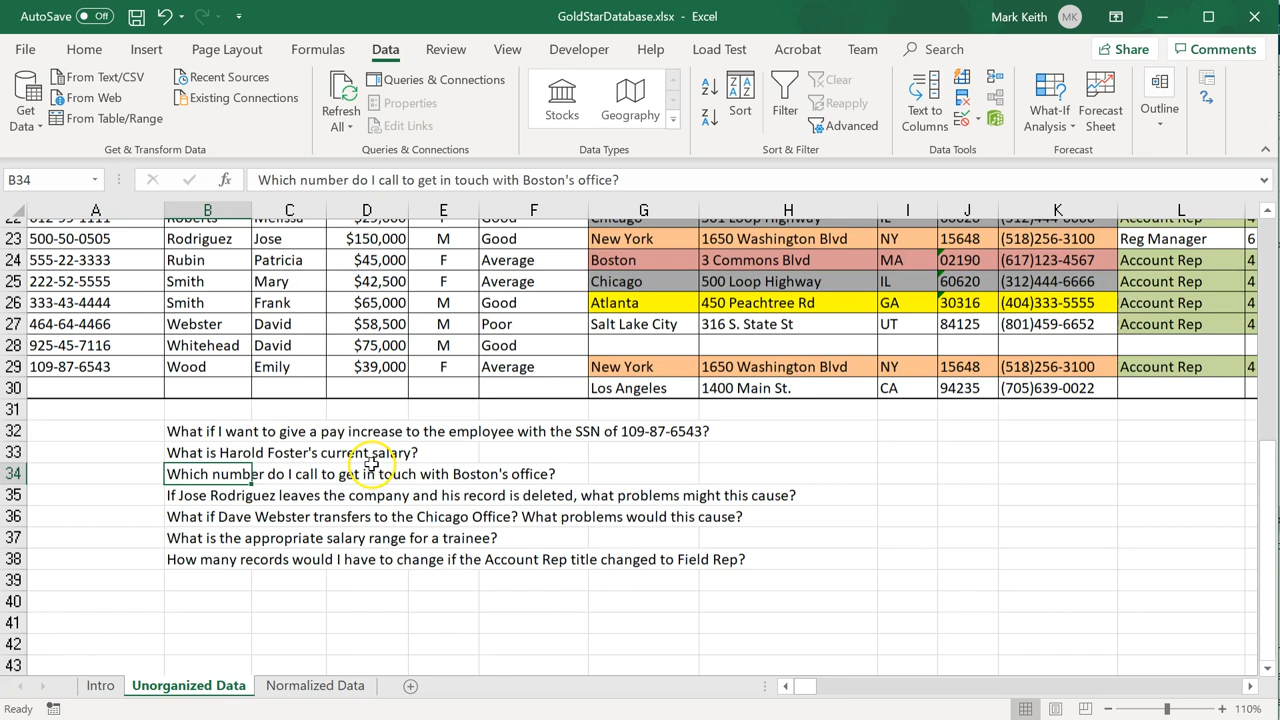 AutoSave Off GoldStarDatabase.xlsx - Excel Mark Keith MK
File Home Insert Page Layout Formulas Data Review View Developer Help Load Test Acrobat Team Search Share Comments
Get Data From Text/CSV From Web From Table/Range Recent Sources Existing Connections
Get & Transform Data
Refresh All Queries & Connections Properties Edit Links
Queries & Connections
Stocks Geography
Data Types
Sort Filter Clear Reapply Advanced
Sort & Filter
Text to Columns
Data Tools
What-If Analysis Forecast Sheet
Forecast
Outline
B34 fx Which number do I call to get in touch with Boston's office?
A B C D E F G H I J K L
23 500-50-0505 Rodriguez Jose $150,000 M Good New York 1650 Washington Blvd NY 15648 (518)256-3100 Reg Manager 6
24 555-22-3333 Rubin Patricia $45,000 F Average Boston 3 Commons Blvd MA 02190 (617)123-4567 Account Rep 4
25 222-52-5555 Smith Mary $42,500 F Average Chicago 500 Loop Highway IL 60620 (312)444-6666 Account Rep 4
26 333-43-4444 Smith Frank $65,000 M Good Atlanta 450 Peachtree Rd GA 30316 (404)333-5555 Account Rep 4
27 464-64-4466 Webster David $58,500 M Poor Salt Lake City 316 S. State St UT 84125 (801)459-6652 Account Rep 4
28 925-45-7116 Whitehead David $75,000 M Good
29 109-87-6543 Wood Emily $39,000 F Average New York 1650 Washington Blvd NY 15648 (518)256-3100 Account Rep 4
30 Los Angeles 1400 Main St. CA 94235 (705)639-0022
31
32 What if I want to give a pay increase to the employee with the SSN of 109-87-6543?
33 What is Harold Foster's current salary?
34 Which number do I call to get in touch with Boston's office?
35 If Jose Rodriguez leaves the company and his record is deleted, what problems might this cause?
36 What if Dave Webster transfers to the Chicago Office? What problems would this cause?
37 What is the appropriate salary range for a trainee?
38 How many records would I have to change if the Account Rep title changed to Field Rep?
39
40
41
42
43
Intro Unorganized Data Normalized Data
Ready 110%